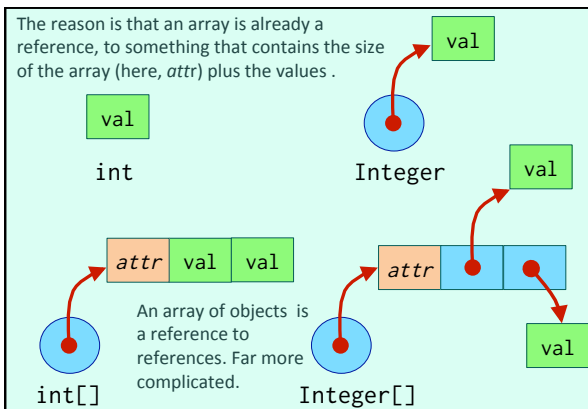 The reason is that an array is already a
reference, to something that contains the size
of the array (here, attr) plus the values .
val
val
int
Integer
val
attr val val
attr
An array of objects is
a reference to
references. Far more
complicated.
val
int[]
Integer[]